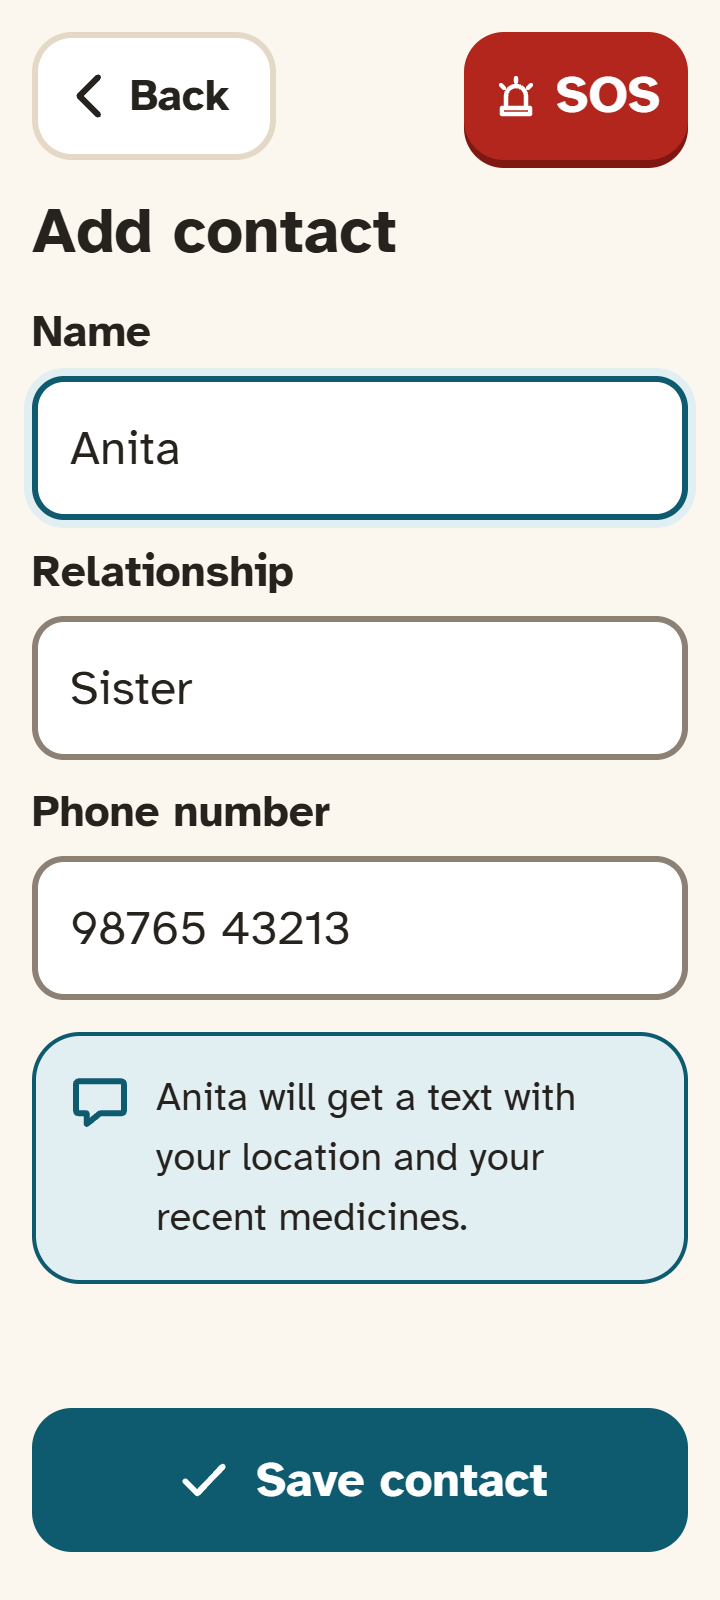 Back
SOS
Add contact
Name
Anita
Relationship
Sister
Phone number
98765 43213
Anita will get a text with
your location and your
recent medicines.
Save contact